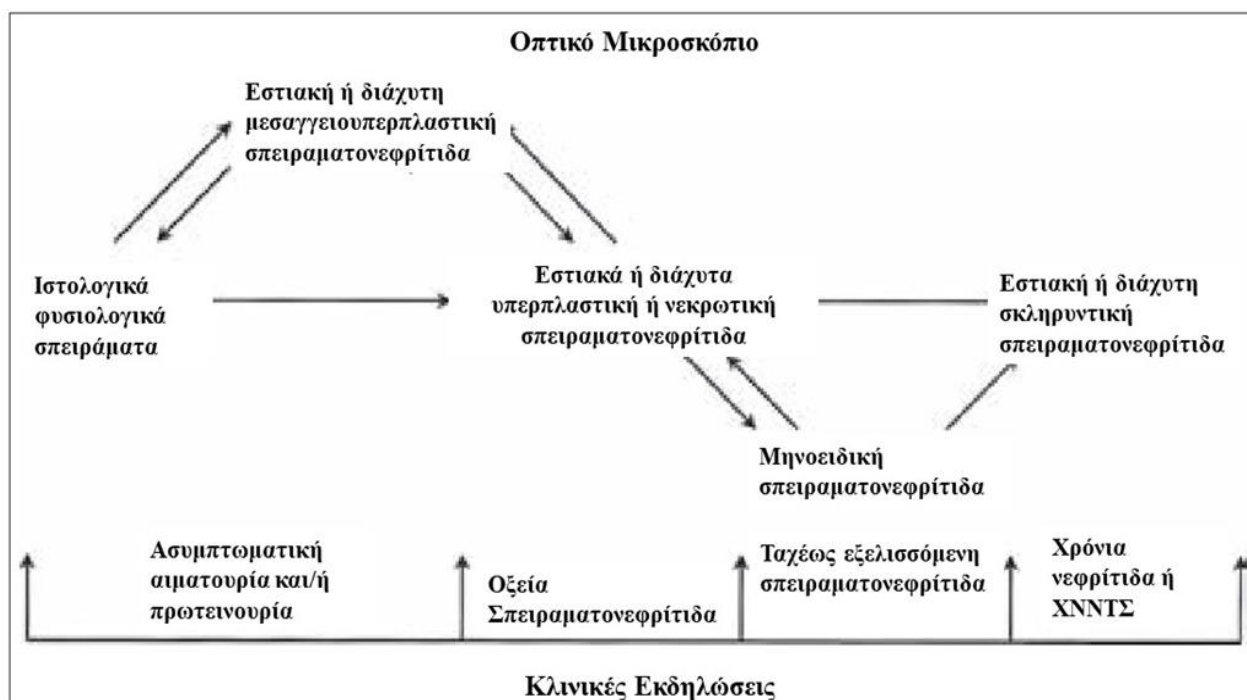 Οπτικό Μικροσκόπιο
Εστιακή ή διάχυτη
μεσαγγειουπερπλαστική
σπειραματονεφρίτιδα
Ιστολογικά
φυσιολογικά
σπειράματα
Εστιακά ή διάχυτα
υπερπλαστική ή νεκρωτική
σπειραματονεφρίτιδα
Εστιακή ή διάχυτη
σκληρυντική
σπειραματονεφρίτιδα
Μηνοειδική
σπειραματονεφρίτιδα
Ασυμπτωματική
αιματουρία και/ή
πρωτεινουρία
Οξεία
Σπειραματονεφρίτιδα
Ταχέως εξελισσόμενη
σπειραματονεφρίτιδα
Χρόνια
νεφρίτιδα ή
ΧΝΝΤΣ
Κλινικές Εκδηλώσεις